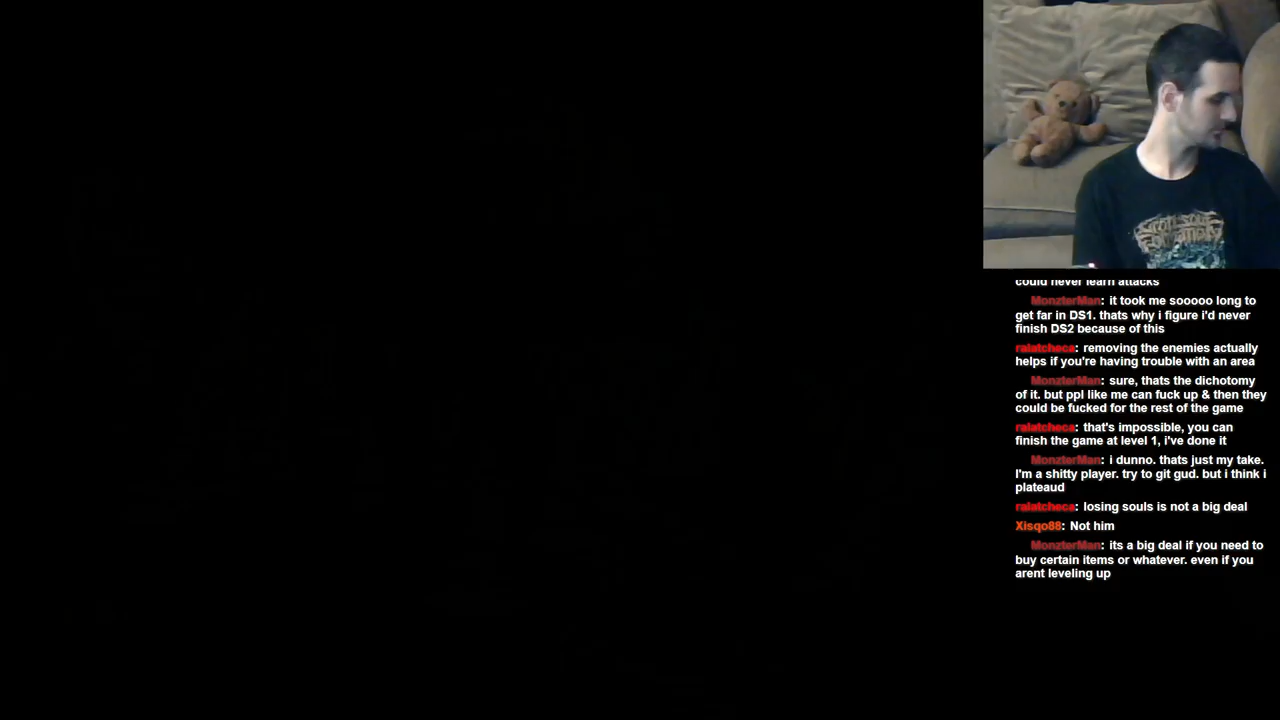 could never learn attacks
MonzterMan: it took me sooooo long to
get far in DS1. thats why i figure i'd never
finish DS2 because of this
ralatcheca: removing the enemies actually
helps if you're having trouble with an area
MonzterMan: sure, thats the dichotomy
of it. but ppl like me can fuck up & then they
could be fucked for the rest of the game
ralatcheca: that's impossible, you can
finish the game at level 1, i've done it
MonzterMan: i dunno. thats just my take.
I'm a shitty player. try to git gud. but i think i
plateaud
ralatcheca: losing souls is not a big deal
Xisqo88: Not him
MonzterMan: its a big deal if you need to
buy certain items or whatever. even if you
arent leveling up